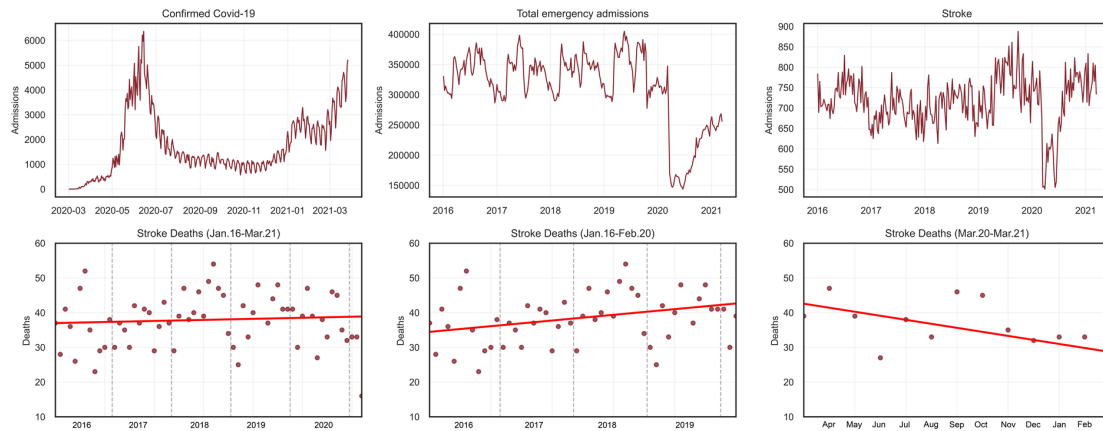 Confirmed Covid-19
Total emergency admissions
Stroke
Admissions
6000
5000
4000
3000
2000
1000
0
2020-03 2020-05 2020-07 2020-09 2020-11 2021-01 2021-03
Admissions
400000
350000
300000
250000
200000
150000
2016 2017 2018 2019 2020 2021
Admissions
900
850
800
750
700
650
600
550
500
2016 2017 2018 2019 2020 2021
Stroke Deaths (Jan.16-Mar.21)
Stroke Deaths (Jan.16-Feb.20)
Stroke Deaths (Mar.20-Mar.21)
Deaths
60
50
40
30
20
10
2016 2017 2018 2019 2020
Deaths
60
50
40
30
20
10
2016 2017 2018 2019
Deaths
60
50
40
30
20
10
Apr May Jun Jul Aug Sep Oct Nov Dec Jan Feb